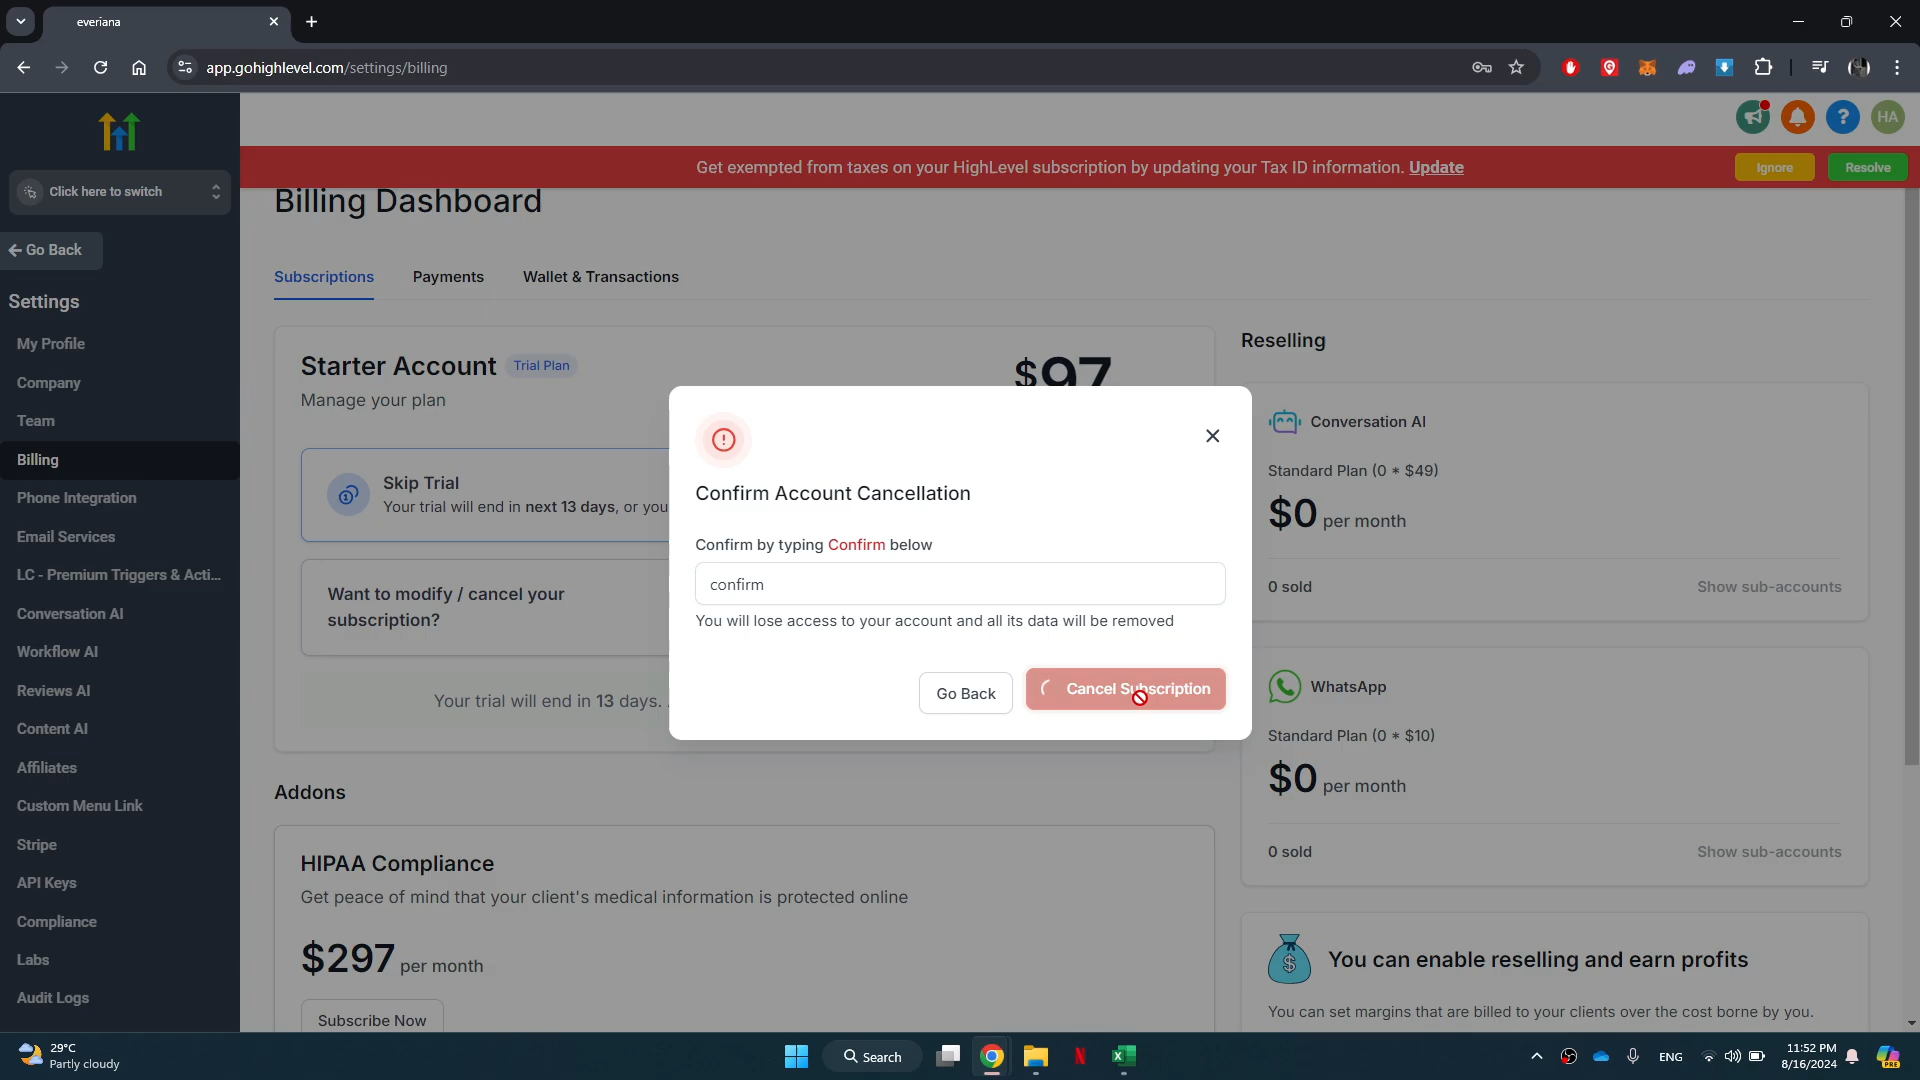 everiana
app.gohighlevel.com/settings/billing
HA
Get exempted from taxes on your HighLevel subscription by updating your Tax ID information. Update
Ignore
Resolve
Click here to switch
Go Back
Settings
My Profile
Company
Team
Billing
Phone Integration
Email Services
LC - Premium Triggers & Acti...
Conversation AI
Workflow AI
Reviews AI
Content AI
Affiliates
Custom Menu Link
Stripe
API Keys
Compliance
Labs
Audit Logs
Billing Dashboard
Subscriptions
Payments
Wallet & Transactions
Starter Account
Trial Plan
$97
Manage your plan
Skip Trial
Your trial will end in next 13 days, or you
Want to modify / cancel your
subscription?
Your trial will end in 13 days.
Confirm Account Cancellation
Confirm by typing Confirm below
confirm
You will lose access to your account and all its data will be removed
Go Back
Cancel Subscription
Addons
HIPAA Compliance
Get peace of mind that your client's medical information is protected online
$297 per month
Subscribe Now
Reselling
Conversation AI
Standard Plan (0 * $49)
$0 per month
0 sold
Show sub-accounts
WhatsApp
Standard Plan (0 * $10)
$0 per month
0 sold
Show sub-accounts
You can enable reselling and earn profits
You can set margins that are billed to your clients over the cost borne by you.
29°C
Partly cloudy
Search
ENG
11:52 PM
8/16/2024
PRE